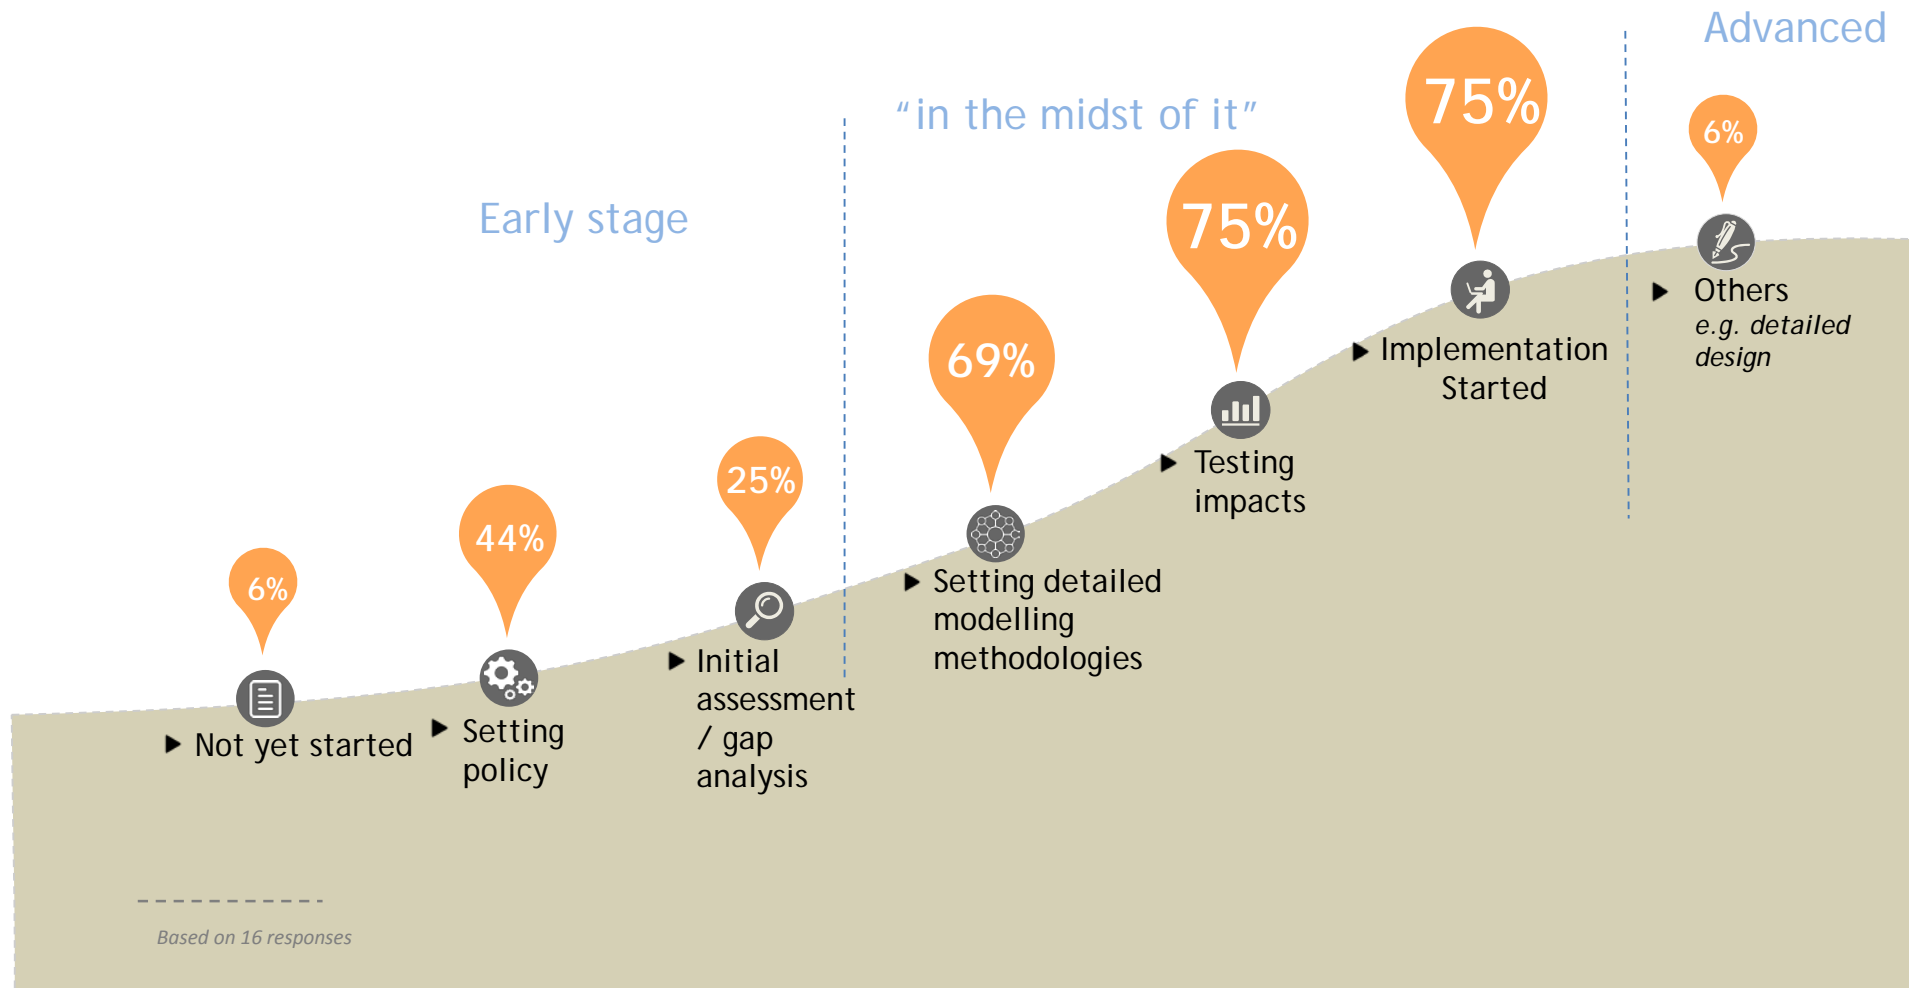 Advanced
“in the midst of it”
Early stage
6%
44%
25%
69%
75%
75%
6%
Not yet started
Setting
policy
Initial
assessment
/ gap
analysis
Setting detailed
modelling
methodologies
Testing
impacts
Implementation
Started
Others
e.g. detailed
design
Based on 16 responses